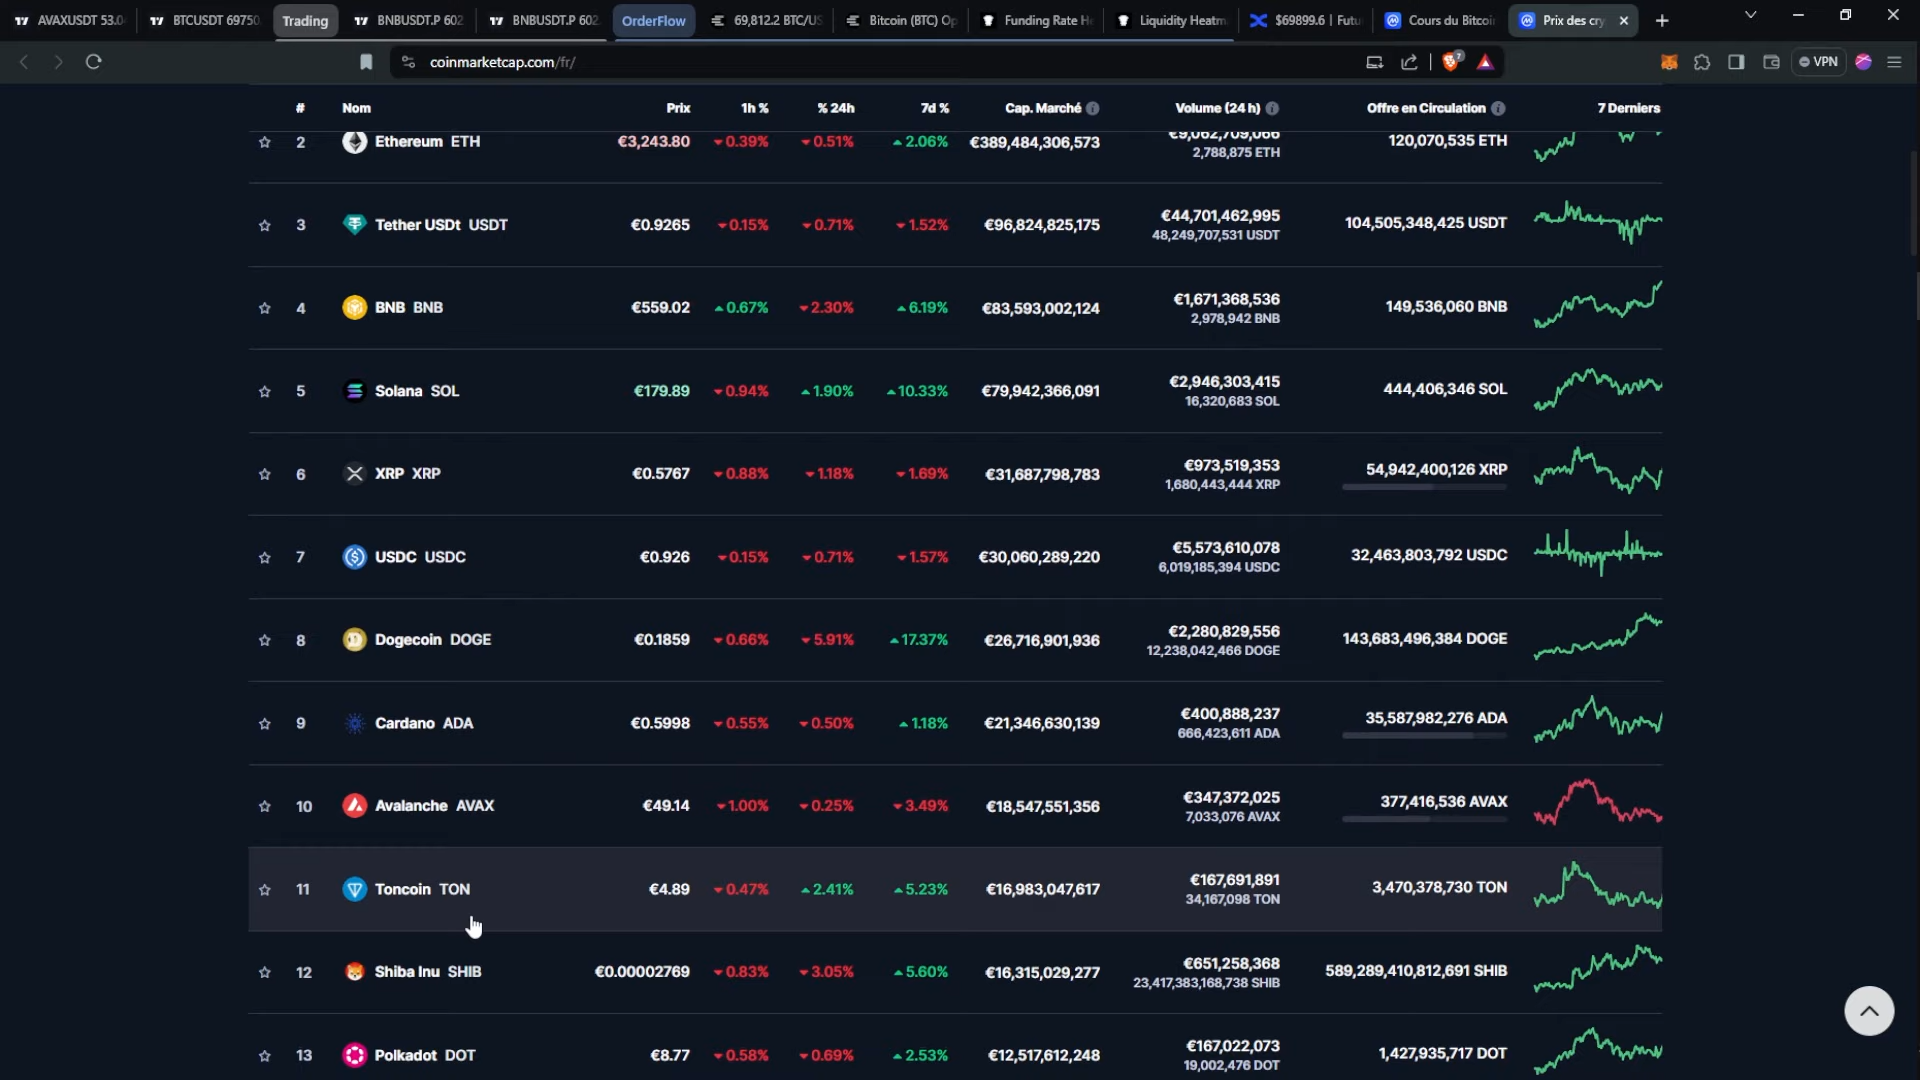 AVAXUSDT 53.0
BTCUSDT 69750
Trading
BNBUSDT.P 602
BNBUSDT.P 602
OrderFlow
69,812.2 BTC/US
Bitcoin (BTC) Op
Funding Rate He
Liquidity Heatm
$69899.6 | Futu
Cours du Bitcoin
Prix des cry
coinmarketcap.com/fr/
7
VPN
# Nom Prix 1h % % 24h 7d % Cap. Marché Volume (24 h) Offre en Circulation 7 Derniers
2 Ethereum ETH €3,243.80 0.39% 0.51% 2.06% €389,484,306,573 €9,062,709,066 120,070,535 ETH
2,788,875 ETH
3 Tether USDt USDT €0.9265 0.15% 0.71% 1.52% €96,824,825,175 €44,701,462,995 104,505,348,425 USDT
48,249,707,531 USDT
4 BNB BNB €559.02 0.67% 2.30% 6.19% €83,593,002,124 €1,671,368,536 149,536,060 BNB
2,978,942 BNB
5 Solana SOL €179.89 0.94% 1.90% 10.33% €79,942,366,091 €2,946,303,415 444,406,346 SOL
16,320,683 SOL
6 XRP XRP €0.5767 0.88% 1.18% 1.69% €31,687,798,783 €973,519,353 54,942,400,126 XRP
1,680,443,444 XRP
7 USDC USDC €0.926 0.15% 0.71% 1.57% €30,060,289,220 €5,573,610,078 32,463,803,792 USDC
6,019,185,394 USDC
8 Dogecoin DOGE €0.1859 0.66% 5.91% 17.37% €26,716,901,936 €2,280,829,556 143,683,496,384 DOGE
12,238,042,466 DOGE
9 Cardano ADA €0.5998 0.55% 0.50% 1.18% €21,346,630,139 €400,888,237 35,587,982,276 ADA
666,423,611 ADA
10 Avalanche AVAX €49.14 1.00% 0.25% 3.49% €18,547,551,356 €347,372,025 377,416,536 AVAX
7,033,076 AVAX
11 Toncoin TON €4.89 0.47% 2.41% 5.23% €16,983,047,617 €167,691,891 3,470,378,730 TON
34,167,098 TON
12 Shiba Inu SHIB €0.00002769 0.83% 3.05% 5.60% €16,315,029,277 €651,258,368 589,289,410,812,691 SHIB
23,417,383,168,738 SHIB
13 Polkadot DOT €8.77 0.58% 0.69% 2.53% €12,517,612,248 €167,022,073 1,427,935,717 DOT
19,002,476 DOT